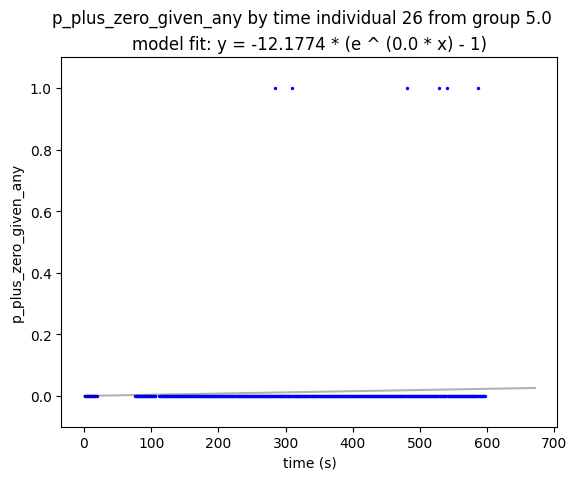 p_plus_zero_given_any by time individual 26 from group 5.0
model fit: y = -12.1774 * (e ^ (0.0 * x) - 1)
1.0
0.8
0.6
0.4
0.2
0.0
p_plus_zero_given_any
0 100 200 300 400 500 600 700
time (s)